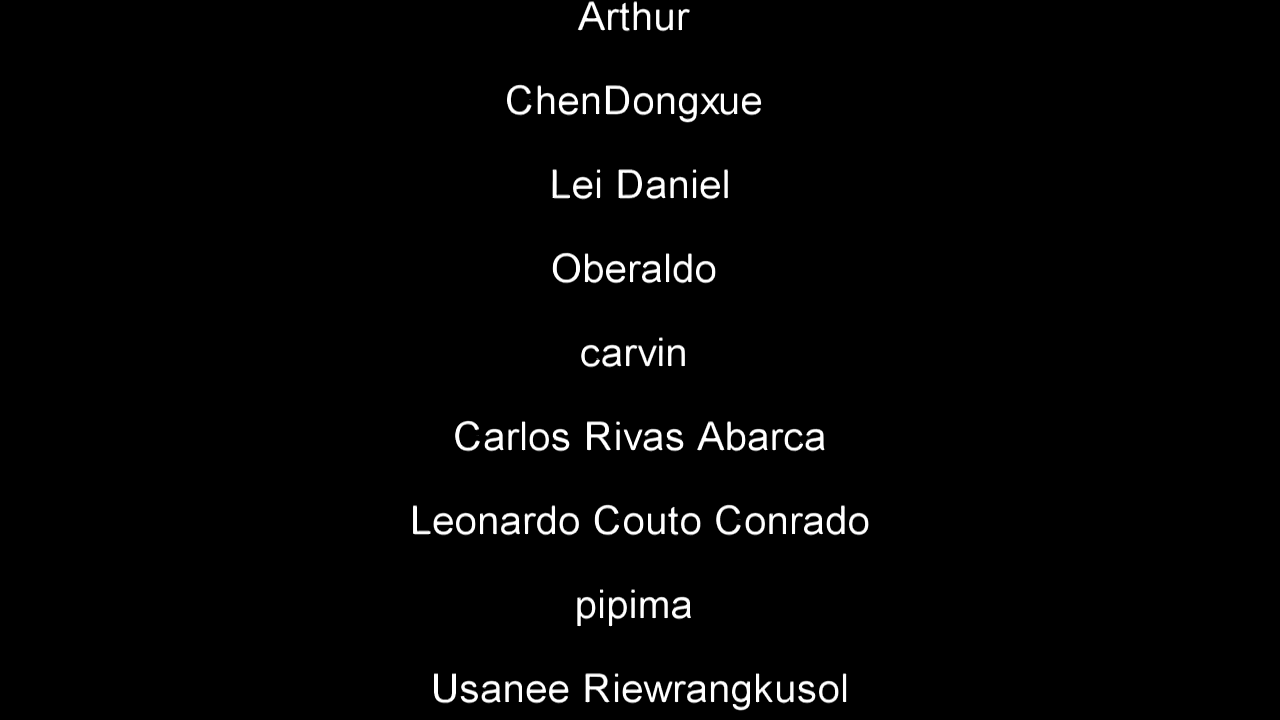 Arthur
ChenDongxue
Lei Daniel
Oberaldo
carvin
Carlos Rivas Abarca
Leonardo Couto Conrado
pipima
Usanee Riewrangkusol